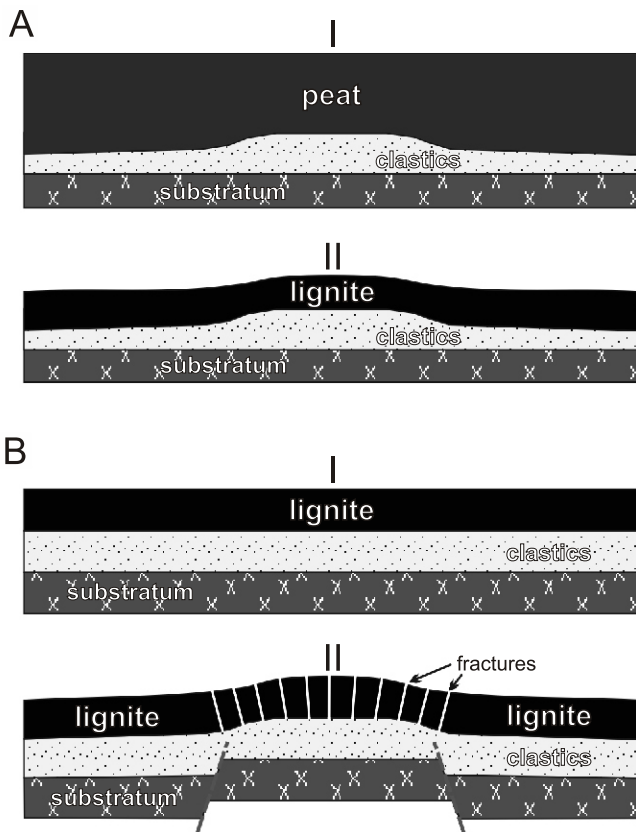 A
I
peat
clastics
substratum
II
lignite
clastics
substratum
B
I
lignite
clastics
substratum
II
fractures
lignite
lignite
clastics
substratum